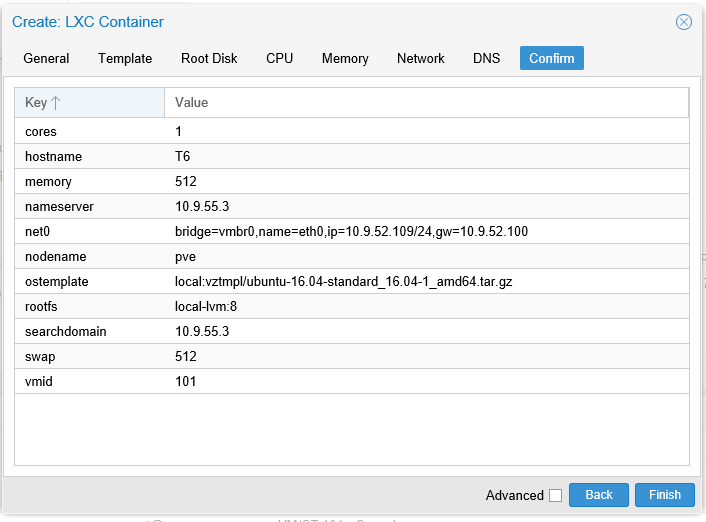 Create: LXC Container
General Template Root Disk CPU Memory Network DNS Confirm
Key Value
cores 1
hostname T6
memory 512
nameserver 10.9.55.3
net0 bridge=vmbr0,name=eth0,ip=10.9.52.109/24,gw=10.9.52.100
nodename pve
ostemplate local:vztmpl/ubuntu-16.04-standard_16.04-1_amd64.tar.gz
rootfs local-lvm:8
searchdomain 10.9.55.3
swap 512
vmid 101
Advanced Back Finish